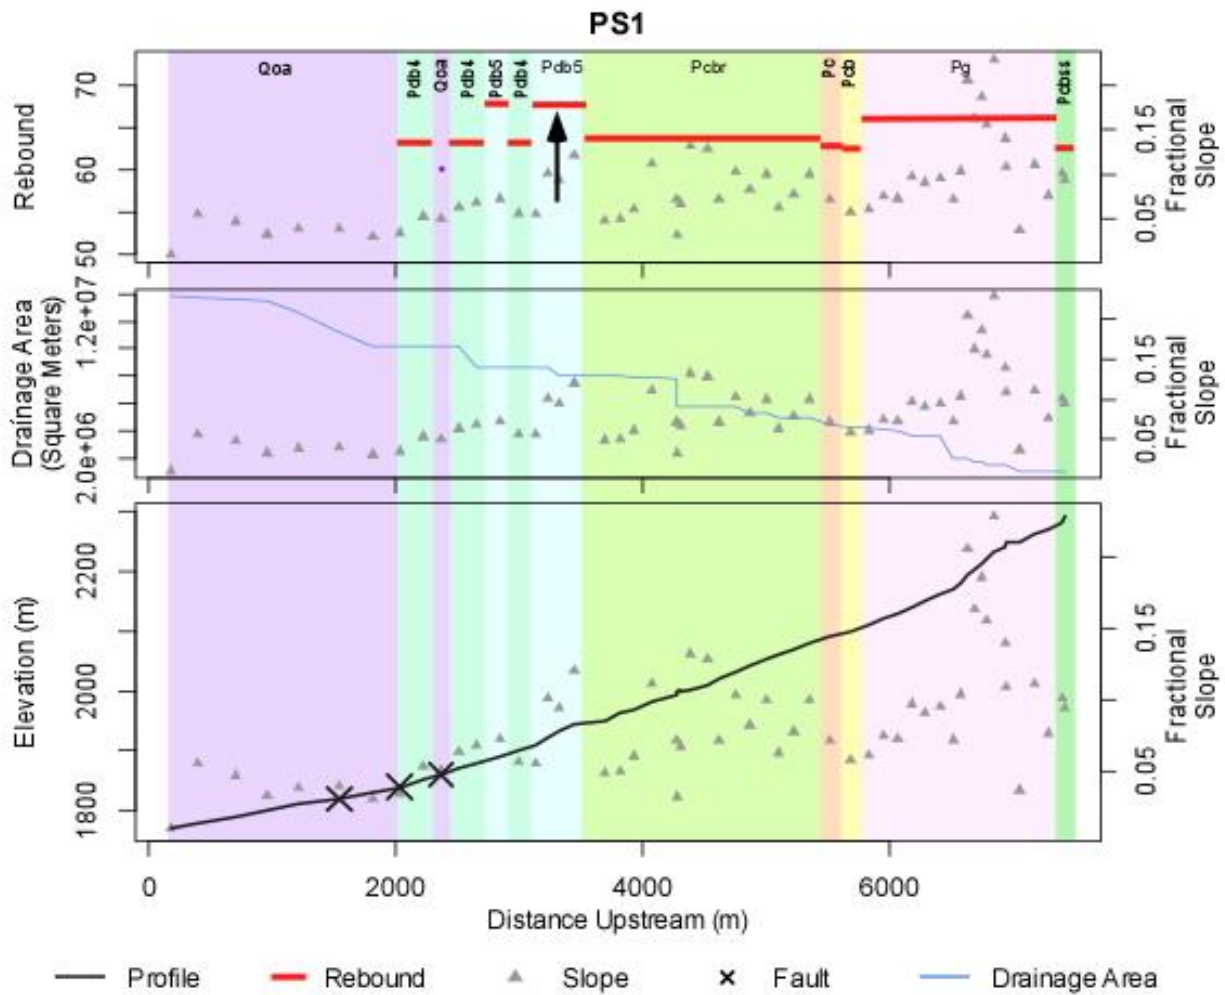 PS1
Qoa Pdb4 Qoa Pdb4 Pdb5 Pdb4 Pdb5 Pcbr Pc Pcb Pg Pcbss
Rebound
50 60 70
0.05 0.15
Fractional
Slope
Drainage Area
(Square Meters)
2.0e+06 1.2e+07
0.05 0.15
Fractional
Slope
Elevation (m)
1800 2000 2200
0.05 0.15
Fractional
Slope
0 2000 4000 6000
Distance Upstream (m)
Profile Rebound Slope Fault Drainage Area